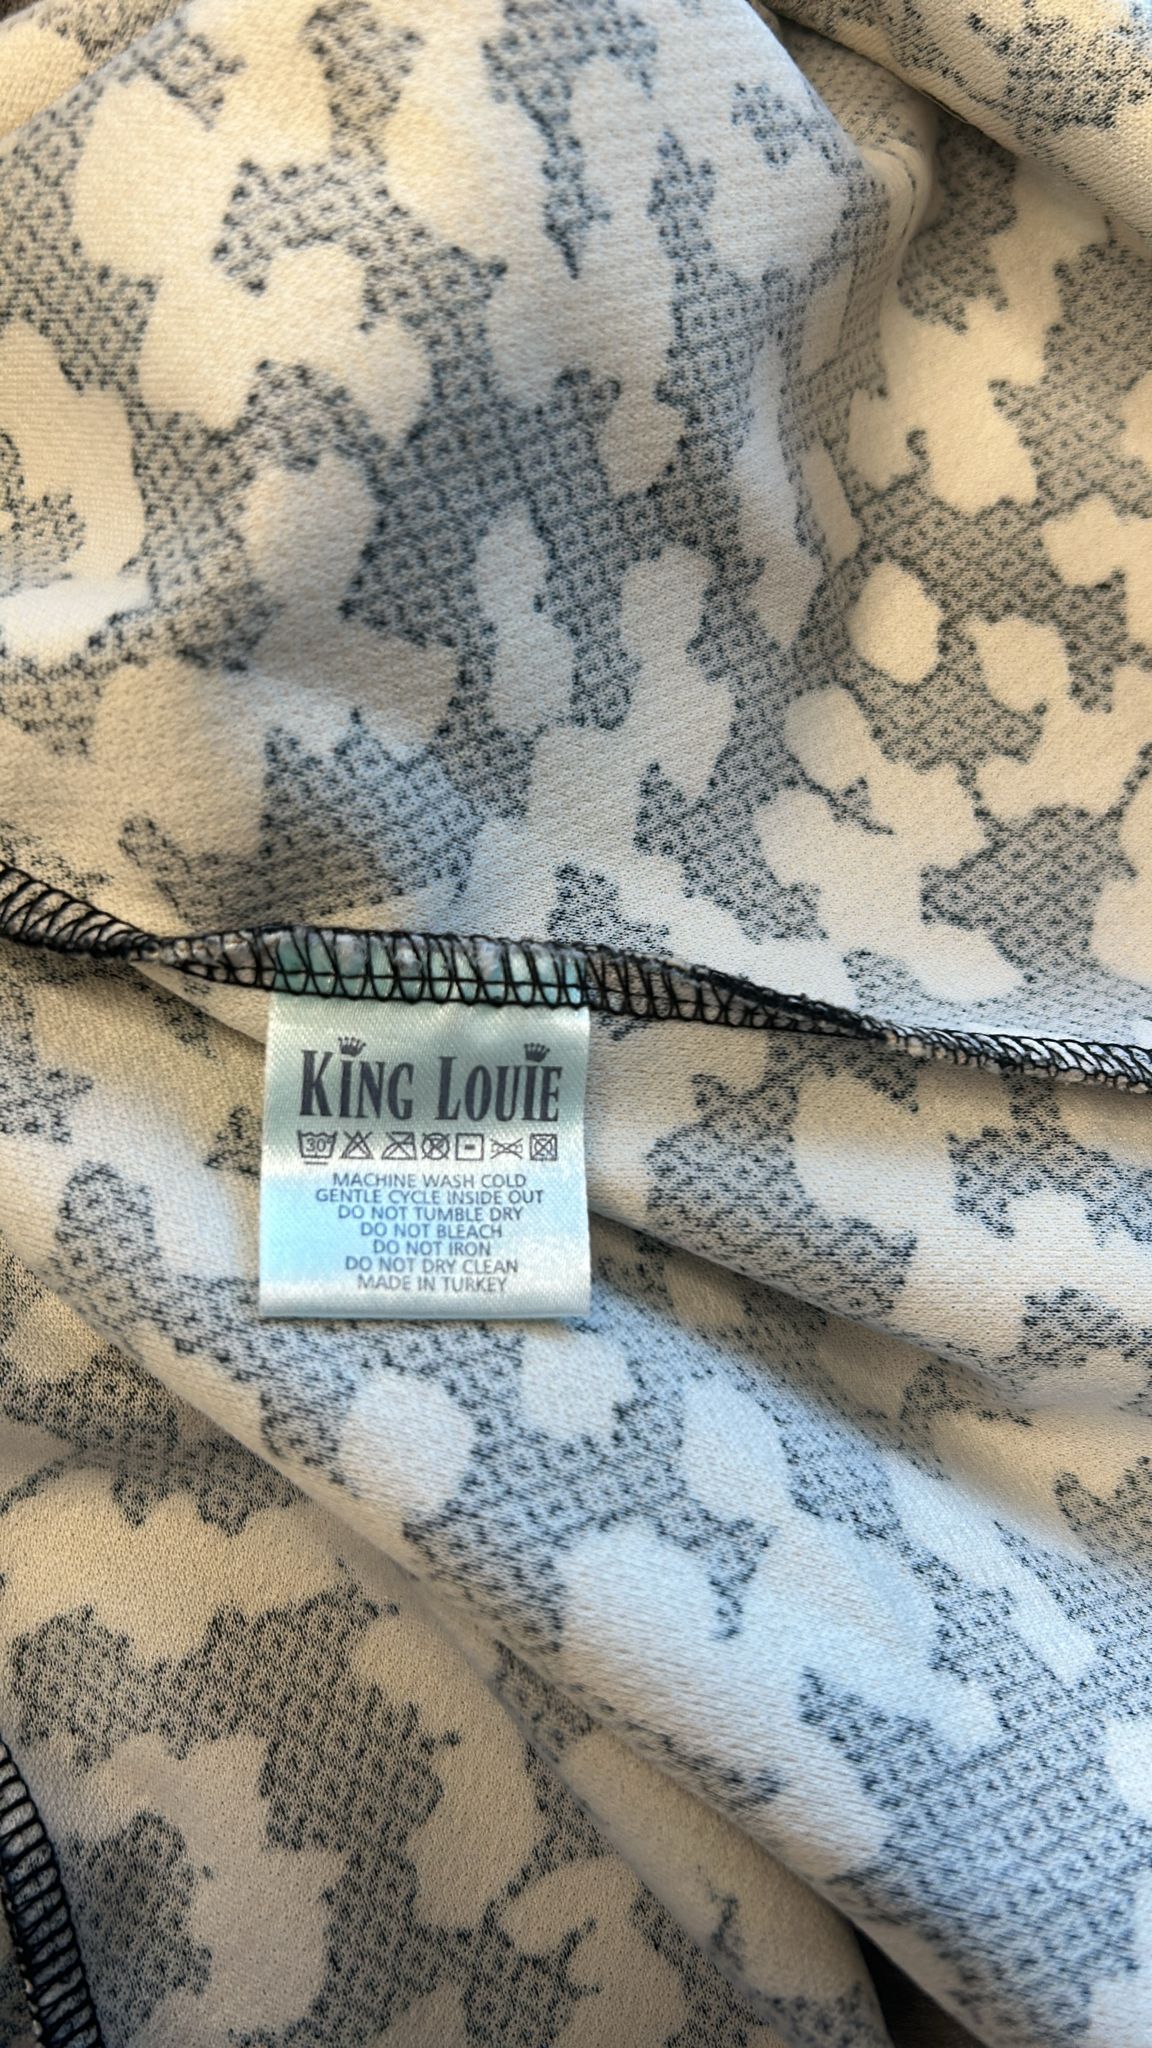 KING LOUIE
30°
MACHINE WASH COLD
GENTLE CYCLE INSIDE OUT
DO NOT TUMBLE DRY
DO NOT BLEACH
DO NOT IRON
DO NOT DRY CLEAN
MADE IN TURKEY